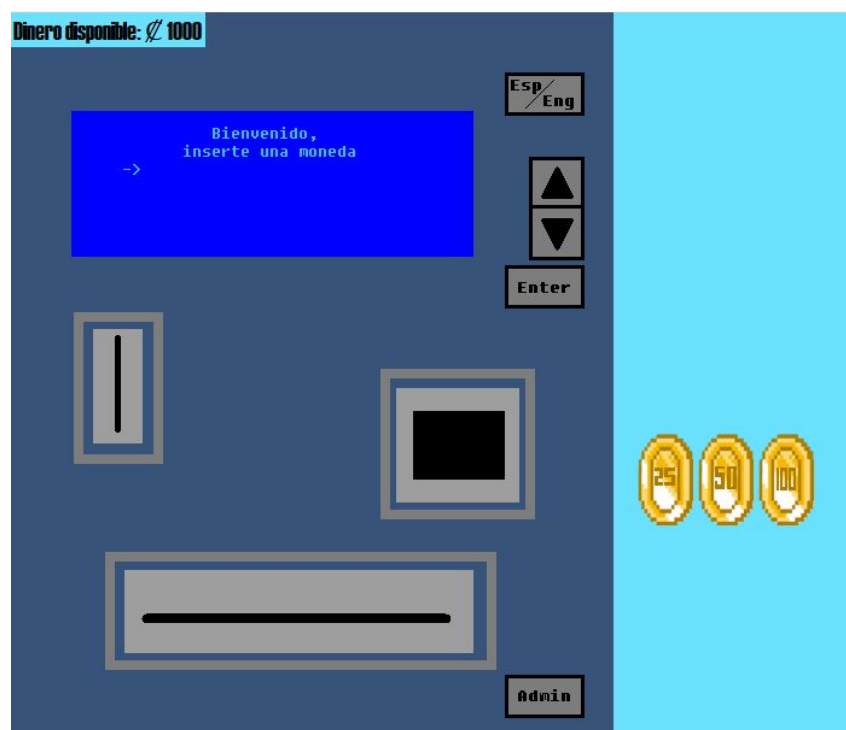 Dinero disponible: ₡ 1000
Esp/Eng
Bienvenido,
inserte una moneda
->
Enter
25 50 100
Admin